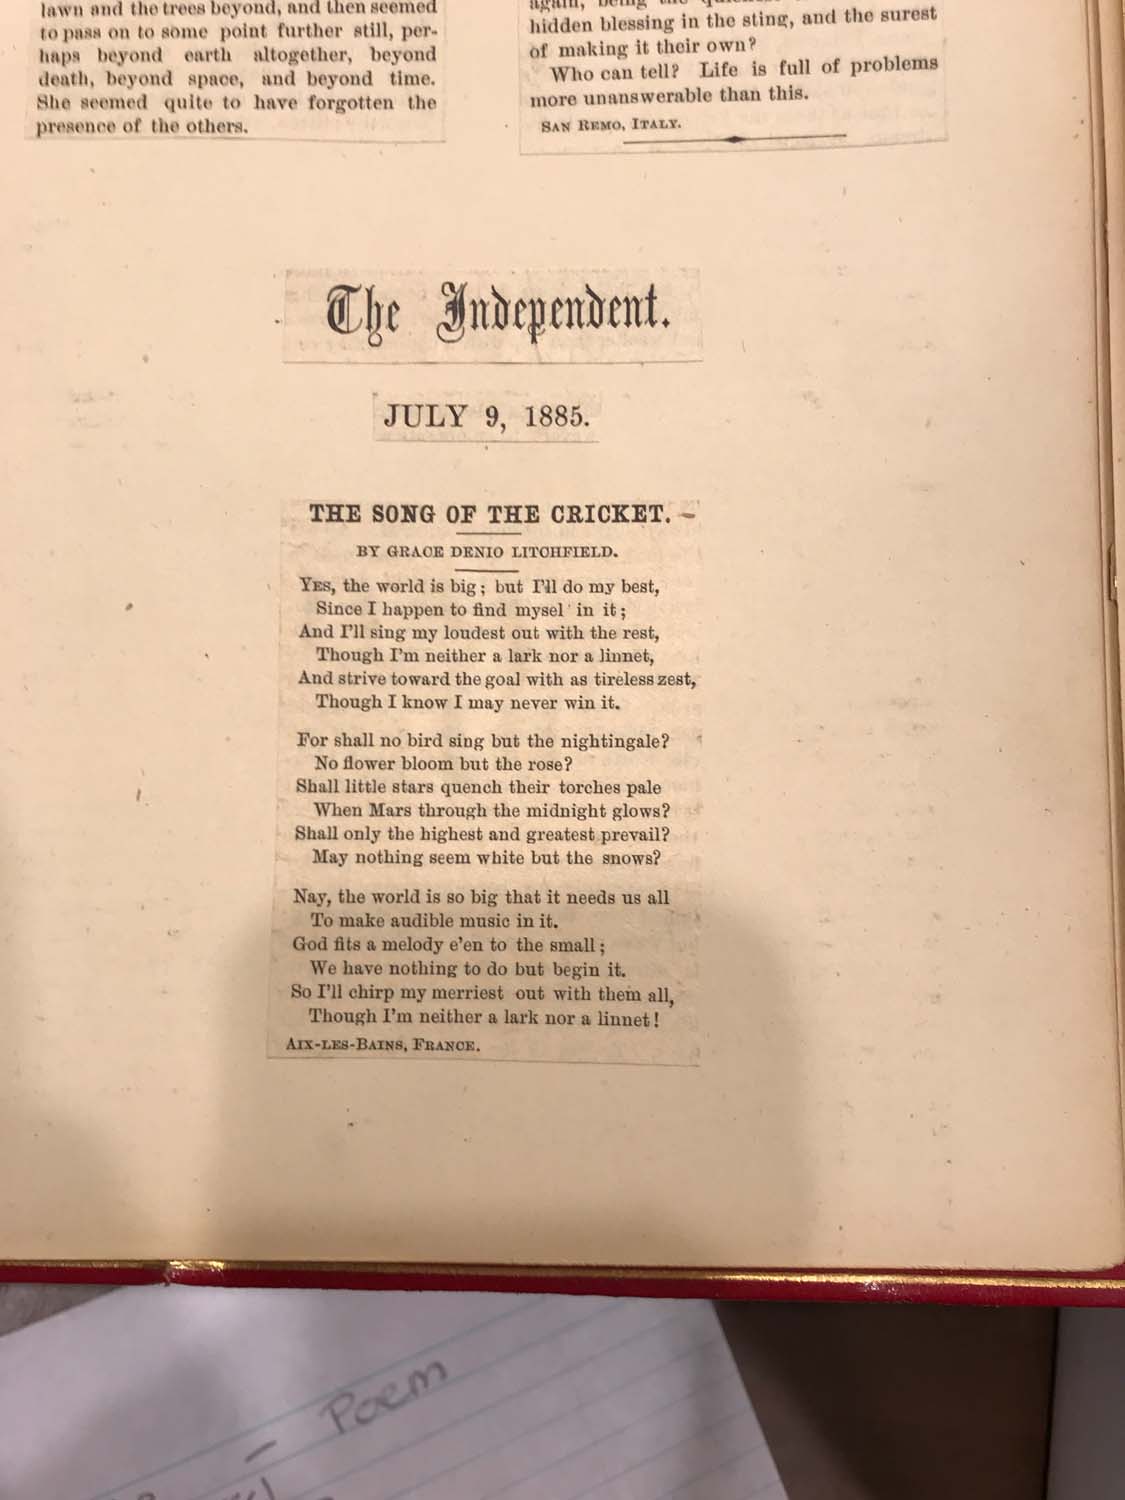 lawn and the trees beyond, and then seemed
to pass on to some point further still, per-
haps beyond earth altogether, beyond
death, beyond space, and beyond time.
She seemed quite to have forgotten the
presence of the others.
again, being the
hidden blessing in the sting, and the surest
of making it their own?
Who can tell? Life is full of problems
more unanswerable than this.
SAN REMO, ITALY.
The Independent.
JULY 9, 1885.
THE SONG OF THE CRICKET.
BY GRACE DENIO LITCHFIELD.
YES, the world is big; but I'll do my best,
Since I happen to find mysel in it;
And I'll sing my loudest out with the rest,
Though I'm neither a lark nor a linnet,
And strive toward the goal with as tireless zest,
Though I know I may never win it.
For shall no bird sing but the nightingale?
No flower bloom but the rose?
Shall little stars quench their torches pale
When Mars through the midnight glows?
Shall only the highest and greatest prevail?
May nothing seem white but the snows?
Nay, the world is so big that it needs us all
To make audible music in it.
God fits a melody e'en to the small;
We have nothing to do but begin it.
So I'll chirp my merriest out with them all,
Though I'm neither a lark nor a linnet!
AIX-LES-BAINS, FRANCE.
- Poem